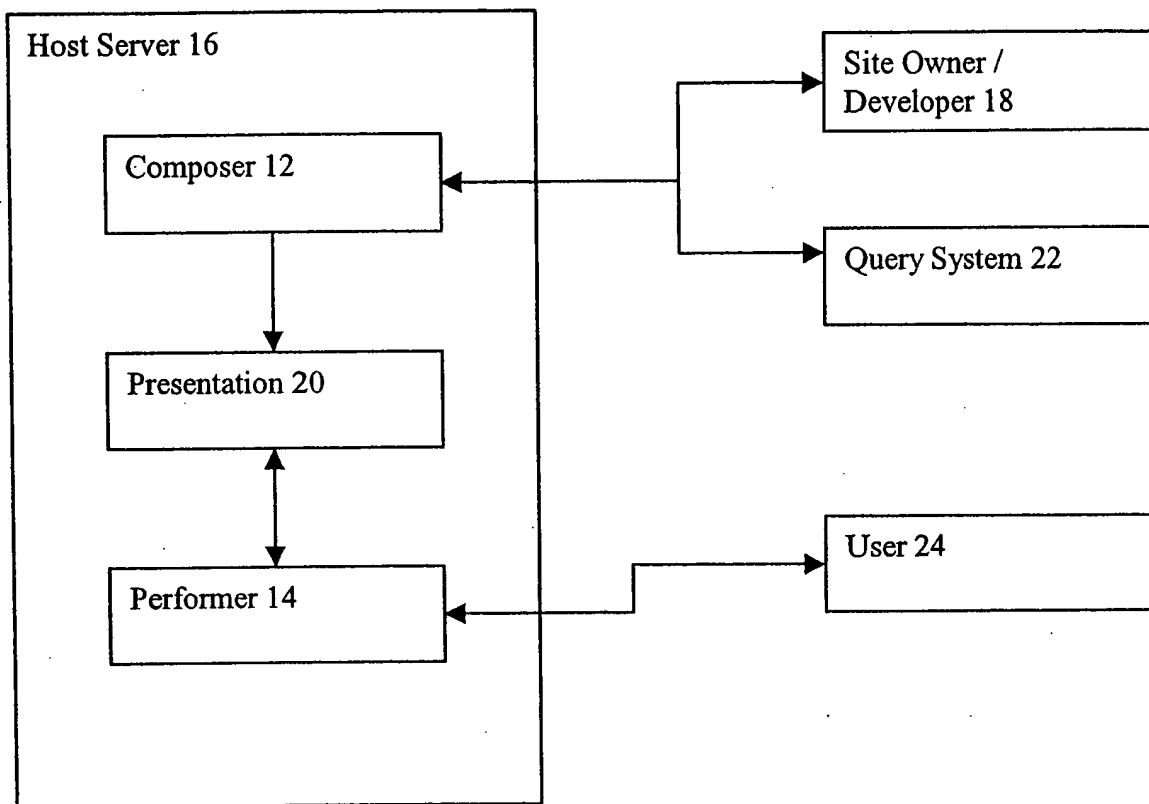 Host Server 16
Site Owner /
Developer 18
Composer 12
Query System 22
Presentation 20
User 24
Performer 14